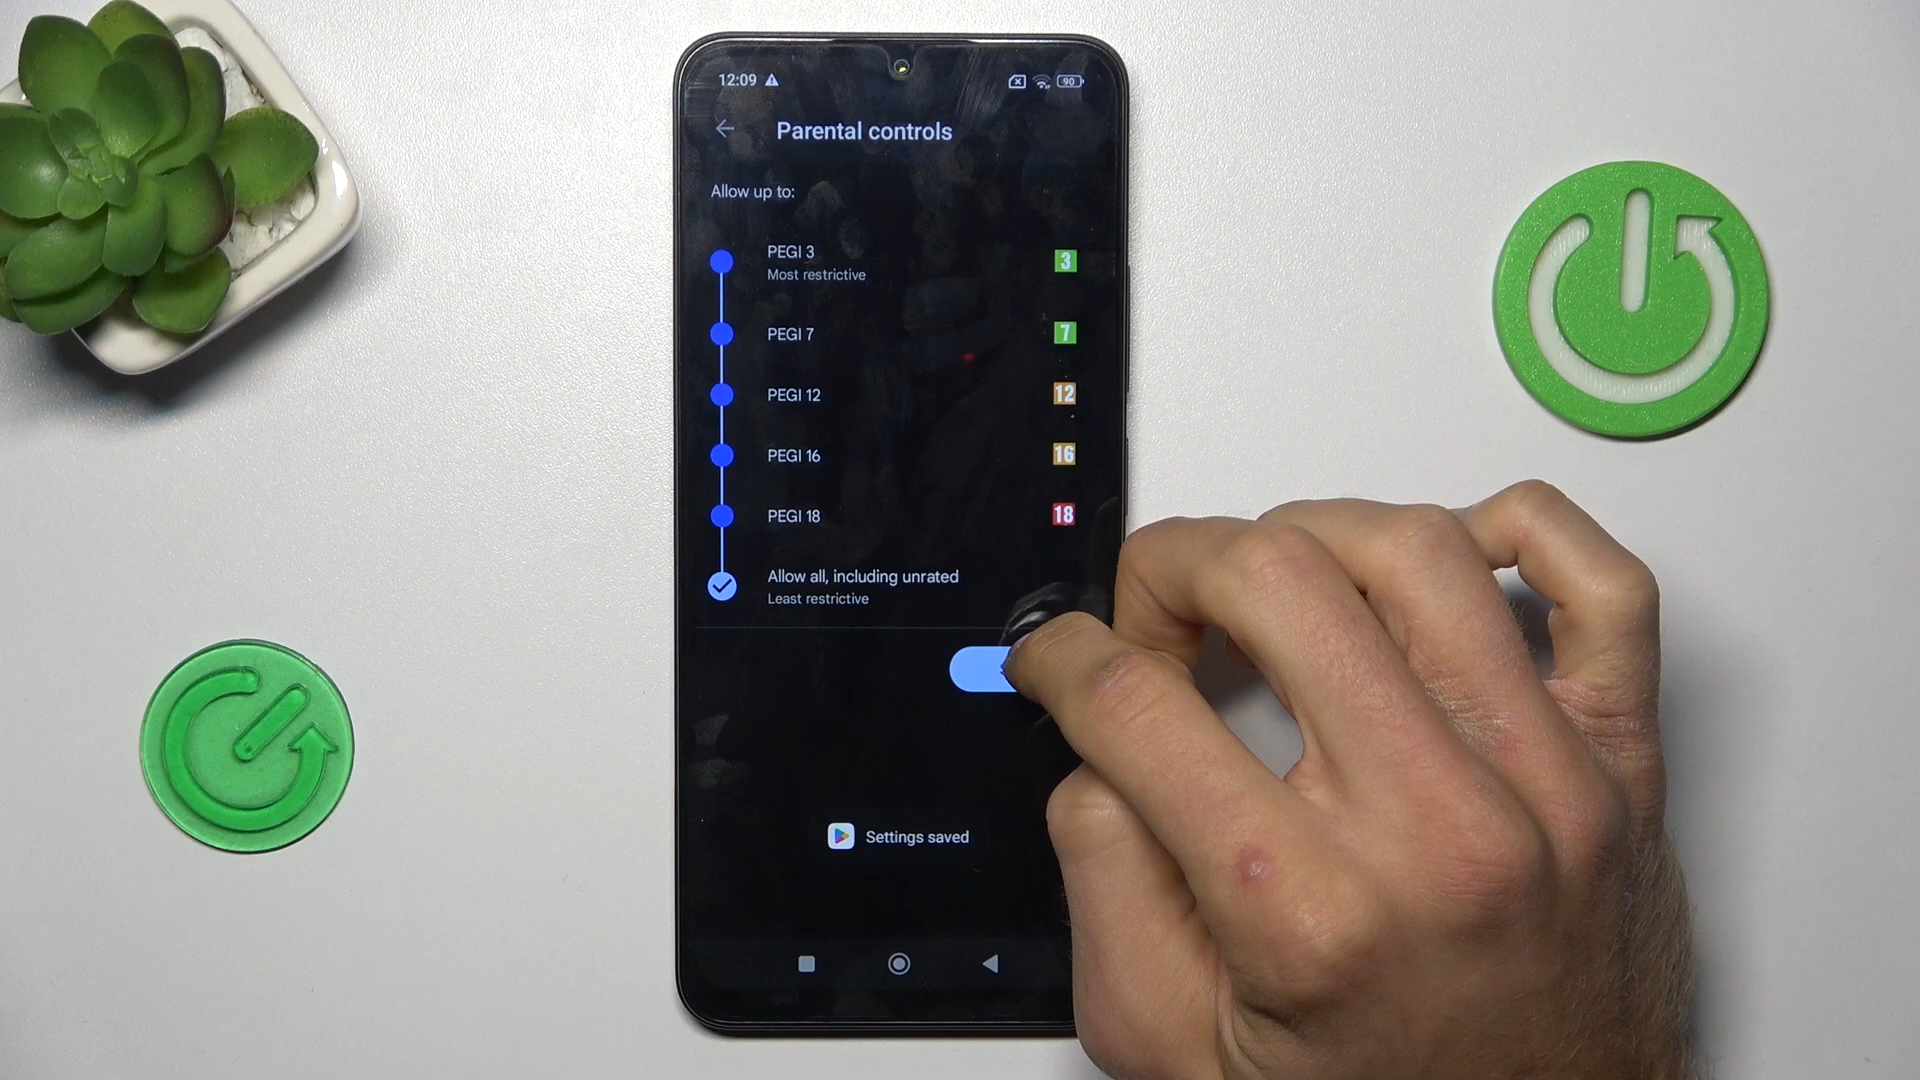 12:09
90
Parental controls
Allow up to:
PEGI 3
Most restrictive
3
PEGI 7
7
PEGI 12
12
PEGI 16
16
PEGI 18
18
Allow all, including unrated
Least restrictive
Settings saved